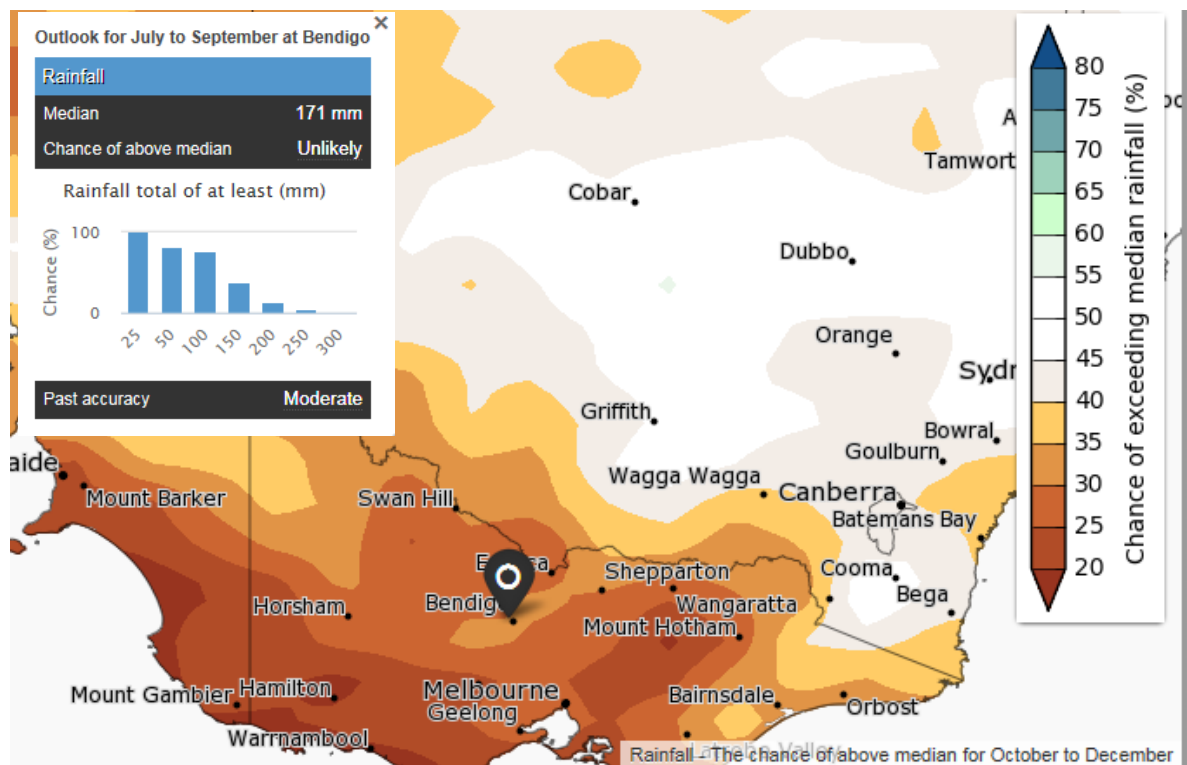 Outlook for July to September at Bendigo
×
Rainfall
Median 171 mm
Chance of above median Unlikely
Rainfall total of at least (mm)
Chance (%)
100
0
25 50 100 150 200 250 300
Past accuracy Moderate
Cobar
Tamwort
A
Dubbo
Orange
Sydr
Griffith
Bowral
Goulburn
Wagga Wagga
Canberra
Batemans Bay
aide
Mount Barker
Swan Hill
Shepparton
Cooma
Bega
Horsham
Bendigo
Wangaratta
Mount Hotham
Mount Gambier
Hamilton
Melbourne
Geelong
Bairnsdale
Orbost
Warrnambool
Latrobe Valley
Rainfall - The chance of above median for October to December
80
75
70
65
60
55
50
45
40
35
30
25
20
Chance of exceeding median rainfall (%)